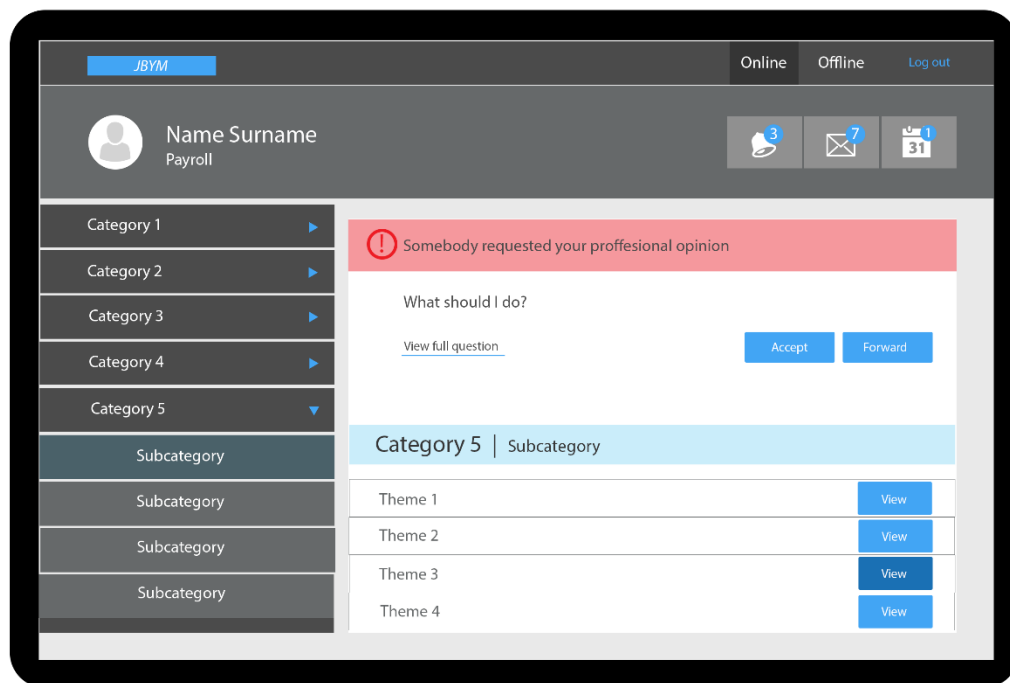 JBYM
Online Offline Log out
Name Surname
Payroll
3 7 1
31
Category 1
Category 2
Category 3
Category 4
Category 5
Subcategory
Subcategory
Subcategory
Subcategory
! Somebody requested your proffesional opinion
What should I do?
View full question Accept Forward
Category 5 | Subcategory
Theme 1 View
Theme 2 View
Theme 3 View
Theme 4 View